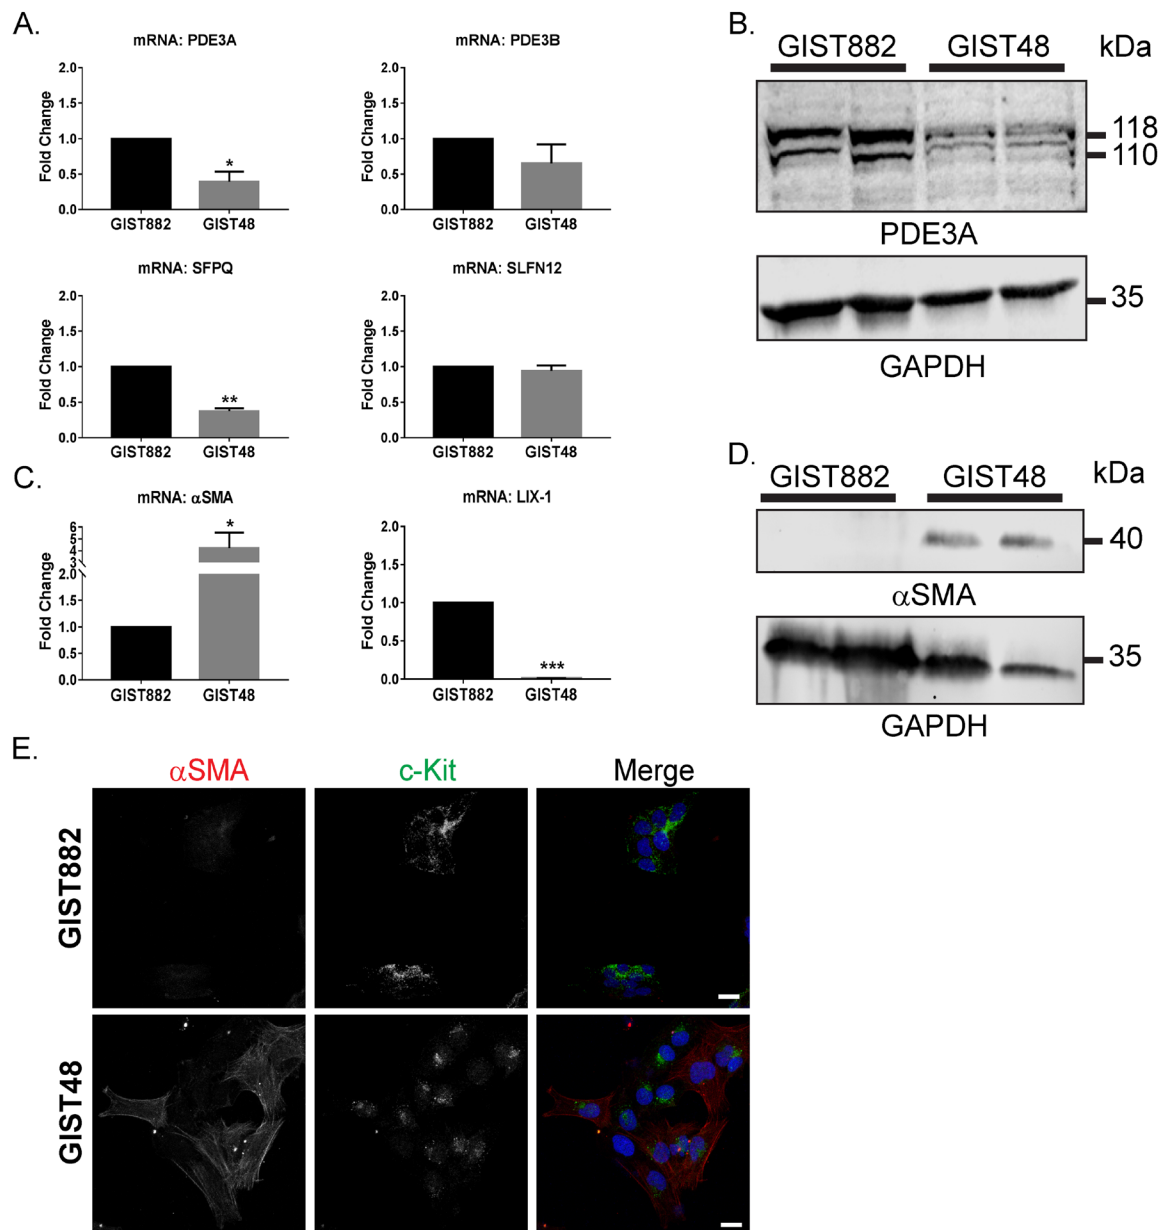 A.
mRNA: PDE3A
Fold Change
2.0
1.5
1.0
0.5
0.0
*
GIST882 GIST48
mRNA: PDE3B
Fold Change
2.0
1.5
1.0
0.5
0.0
GIST882 GIST48
mRNA: SFPQ
Fold Change
2.0
1.5
1.0
0.5
0.0
**
GIST882 GIST48
mRNA: SLFN12
Fold Change
2.0
1.5
1.0
0.5
0.0
GIST882 GIST48
B.
GIST882 GIST48 kDa
118
110
PDE3A
35
GAPDH
C.
mRNA: αSMA
Fold Change
6
5
4
3
2.0
1.5
1.0
0.5
0.0
*
GIST882 GIST48
mRNA: LIX-1
Fold Change
2.0
1.5
1.0
0.5
0.0
***
GIST882 GIST48
D.
GIST882 GIST48 kDa
40
αSMA
35
GAPDH
E.
αSMA c-Kit Merge
GIST882
GIST48